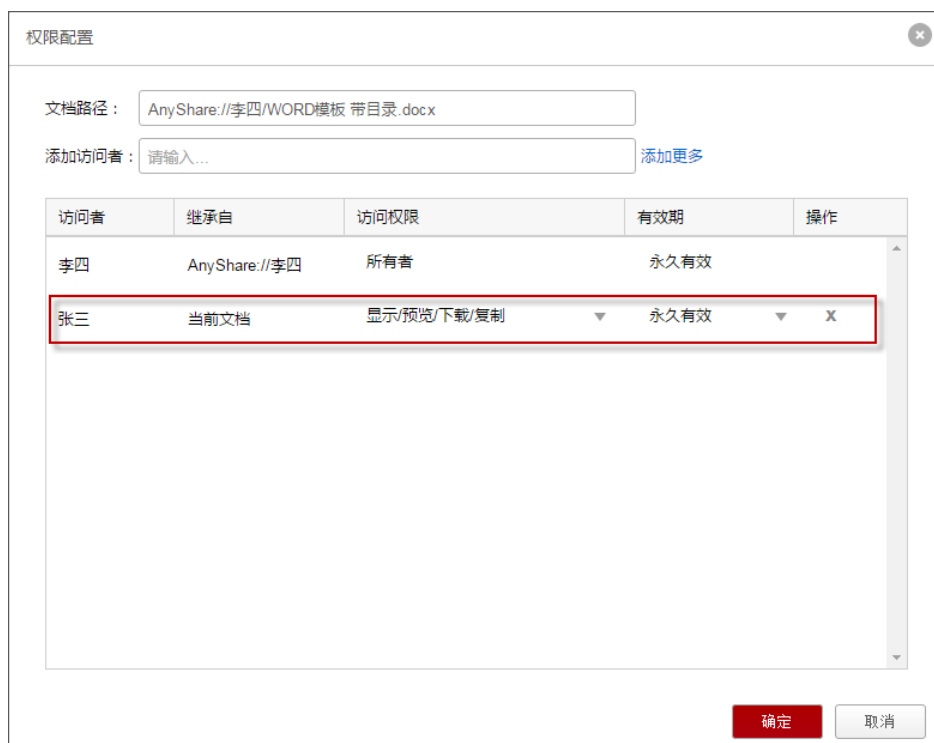 权限配置
文档路径： AnyShare://李四/WORD模板 带目录.docx
添加访问者： 请输入... 添加更多
访问者 继承自 访问权限 有效期 操作
李四 AnyShare://李四 所有者 永久有效
张三 当前文档 显示/预览/下载/复制 永久有效 X
确定 取消